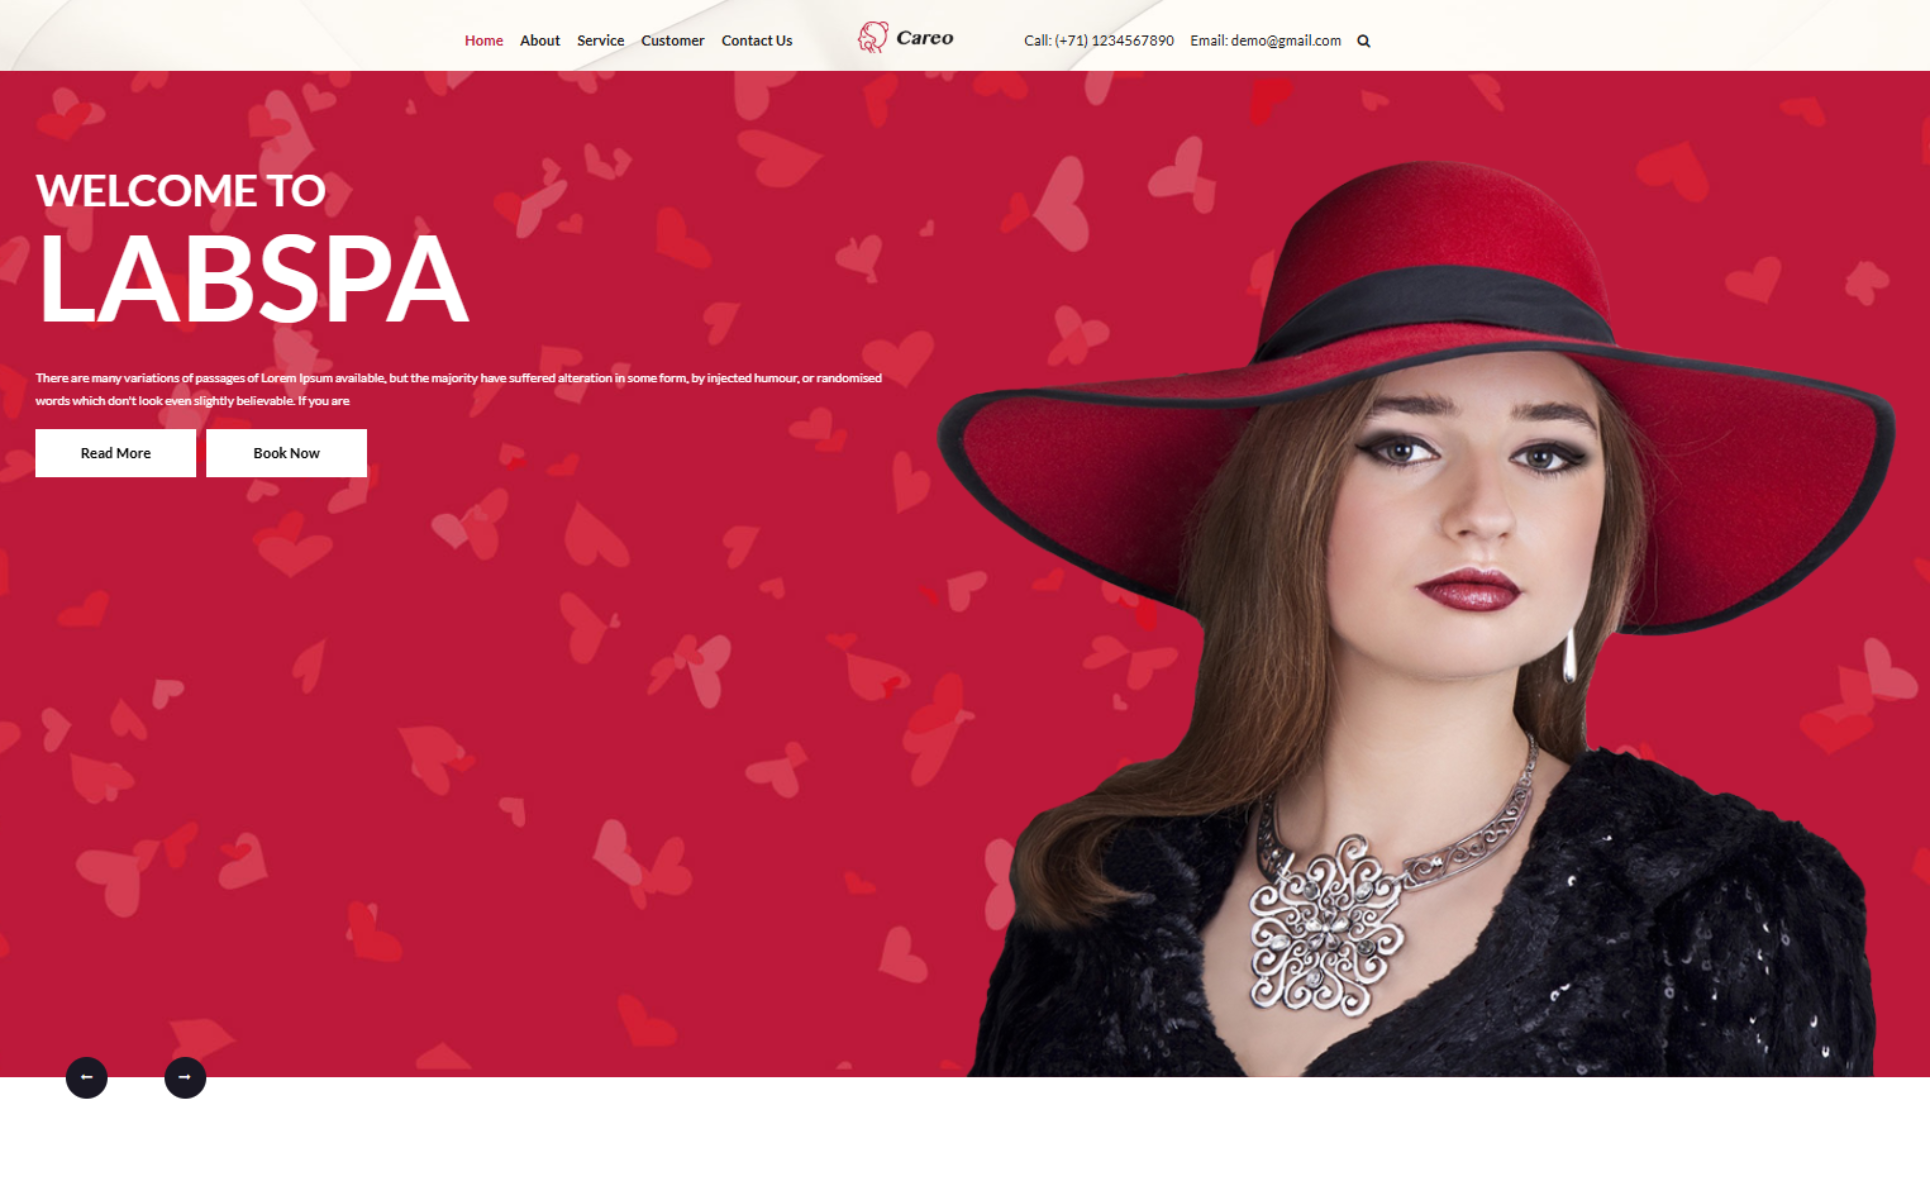 Home About Service Customer Contact Us Careo Call: (+71) 1234567890 Email: demo@gmail.com
WELCOME TO
LABSPA
There are many variations of passages of Lorem Ipsum available, but the majority have suffered alteration in some form, by injected humour, or randomised
words which don't look even slightly believable. If you are
Read More Book Now